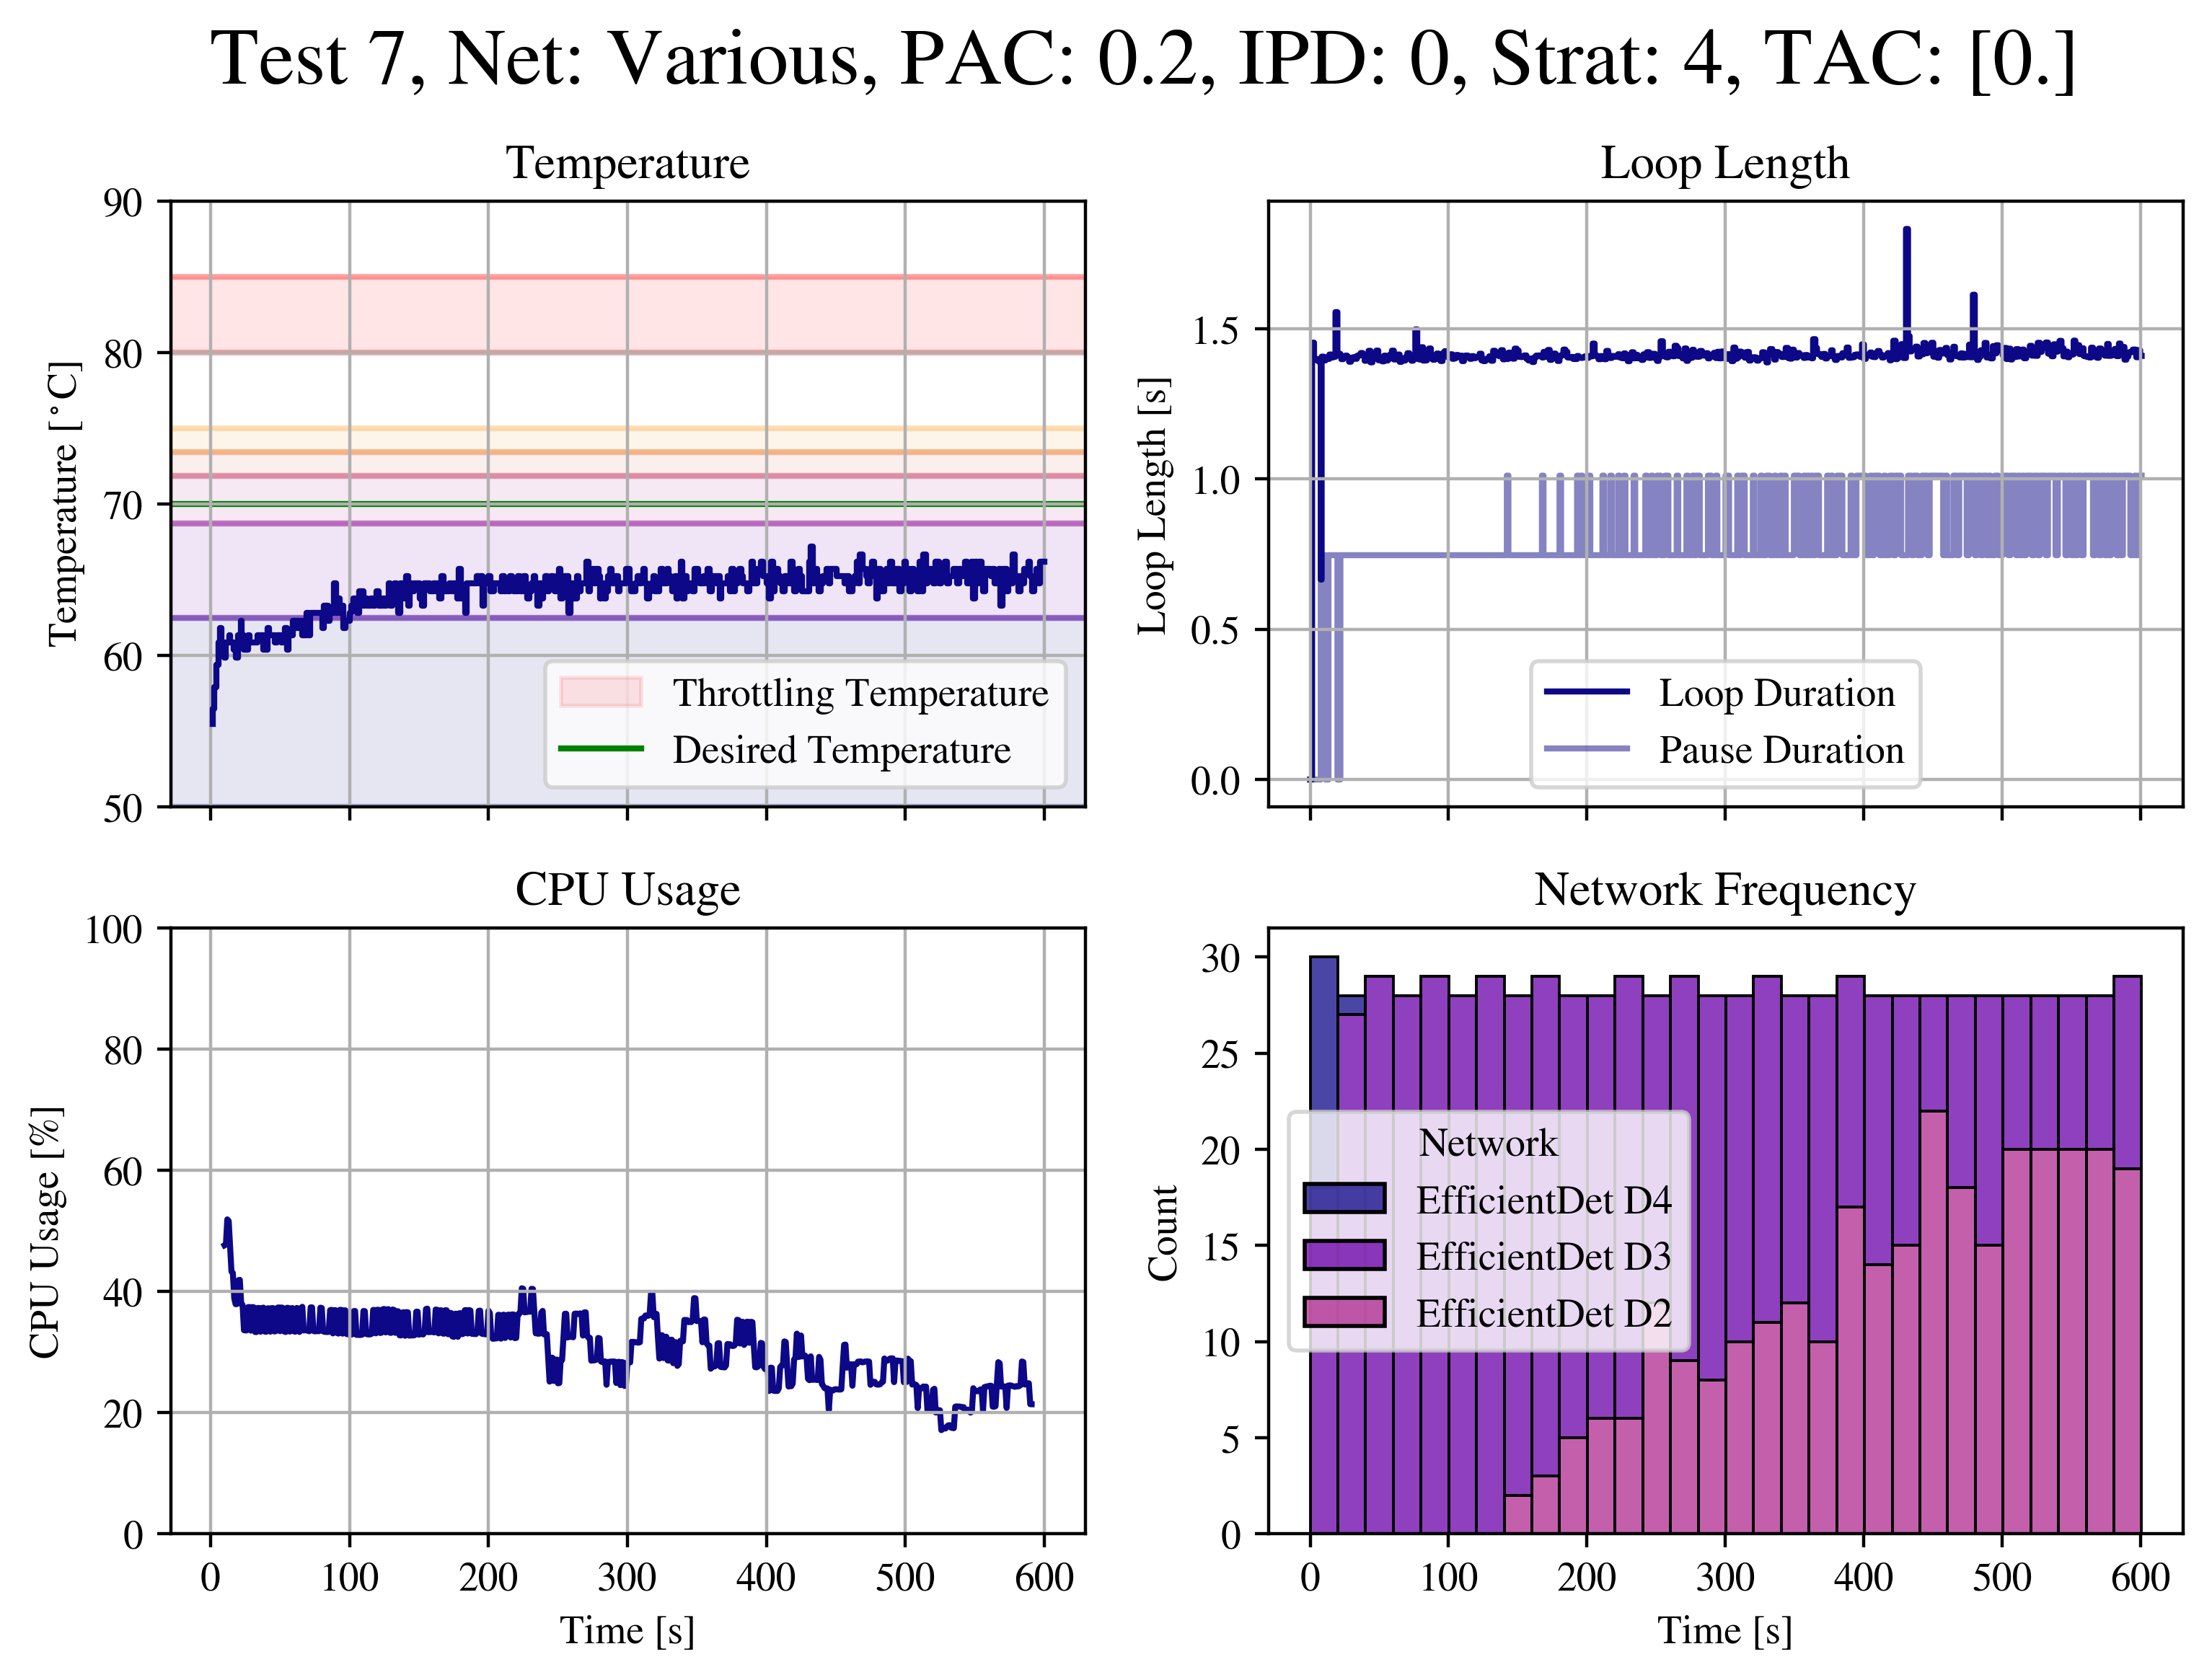 Test 7, Net: Various, PAC: 0.2, IPD: 0, Strat: 4, TAC: [0.]
Temperature
Temperature [°C]
90
80
70
60
50
Throttling Temperature
Desired Temperature
Loop Length
Loop Length [s]
1.5
1.0
0.5
0.0
Loop Duration
Pause Duration
CPU Usage
CPU Usage [%]
100
80
60
40
20
0
0 100 200 300 400 500 600
Time [s]
Network Frequency
Count
30
25
20
15
10
5
0
Network
EfficientDet D4
EfficientDet D3
EfficientDet D2
0 100 200 300 400 500 600
Time [s]